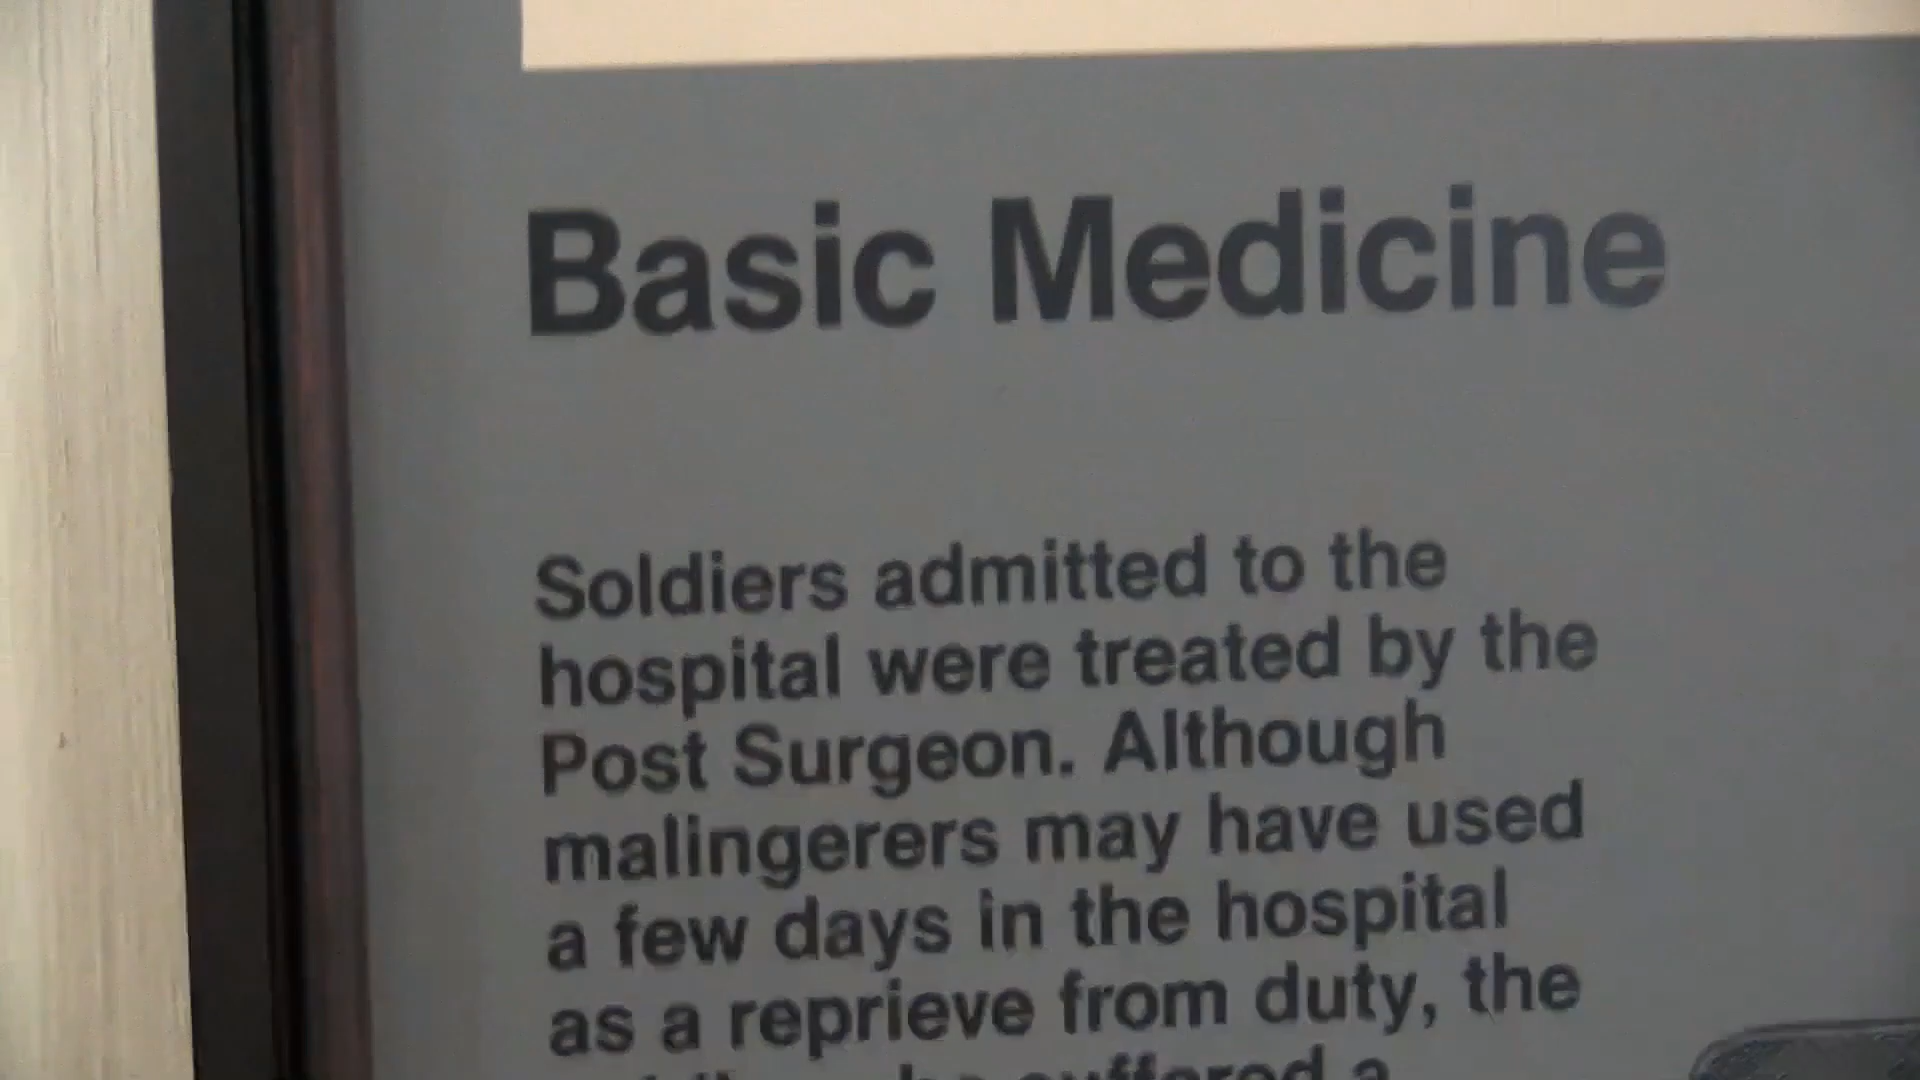 Basic Medicine
Soldiers admitted to the
hospital were treated by the
Post Surgeon. Although
malingerers may have used
a few days in the hospital
as a reprieve from duty, the
suffered a